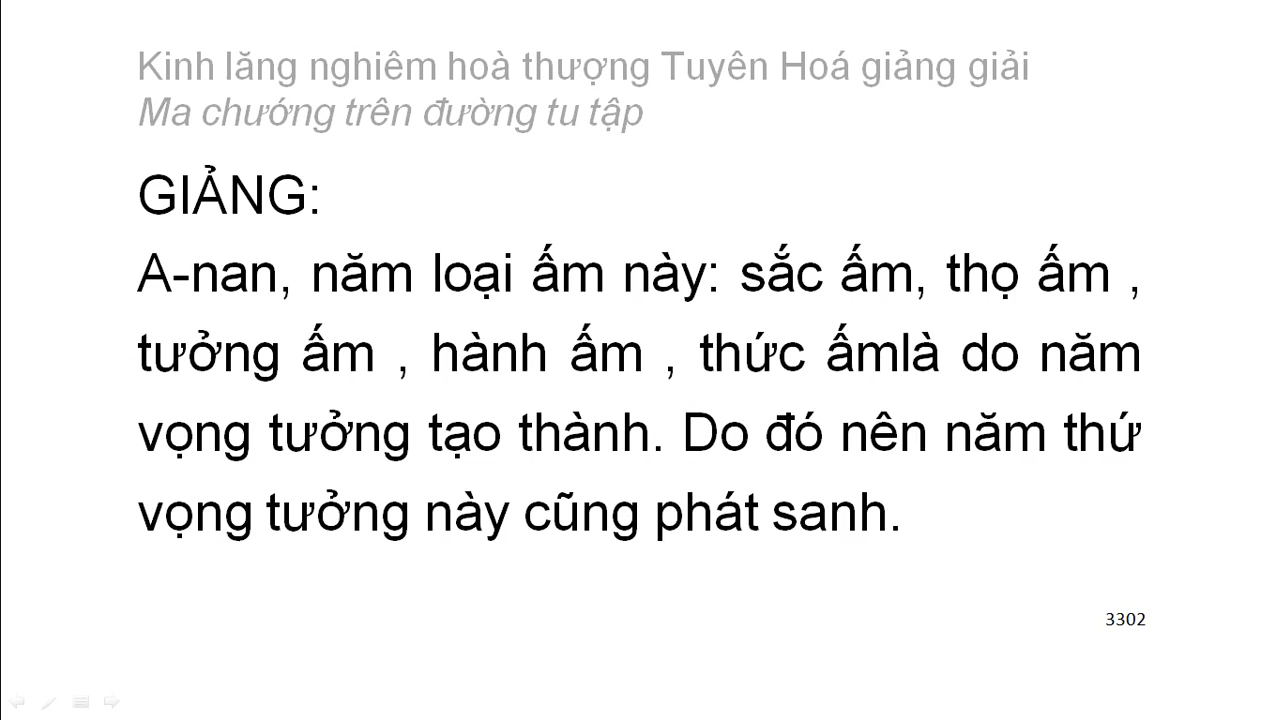 Kinh lăng nghiêm hoà thượng Tuyên Hoá giảng giải
Ma chướng trên đường tu tập
GIẢNG:
A-nan, năm loại ấm này: sắc ấm, thọ ấm ,
tưởng ấm , hành ấm , thức ấmlà do năm
vọng tưởng tạo thành. Do đó nên năm thứ
vọng tưởng này cũng phát sanh.
3302